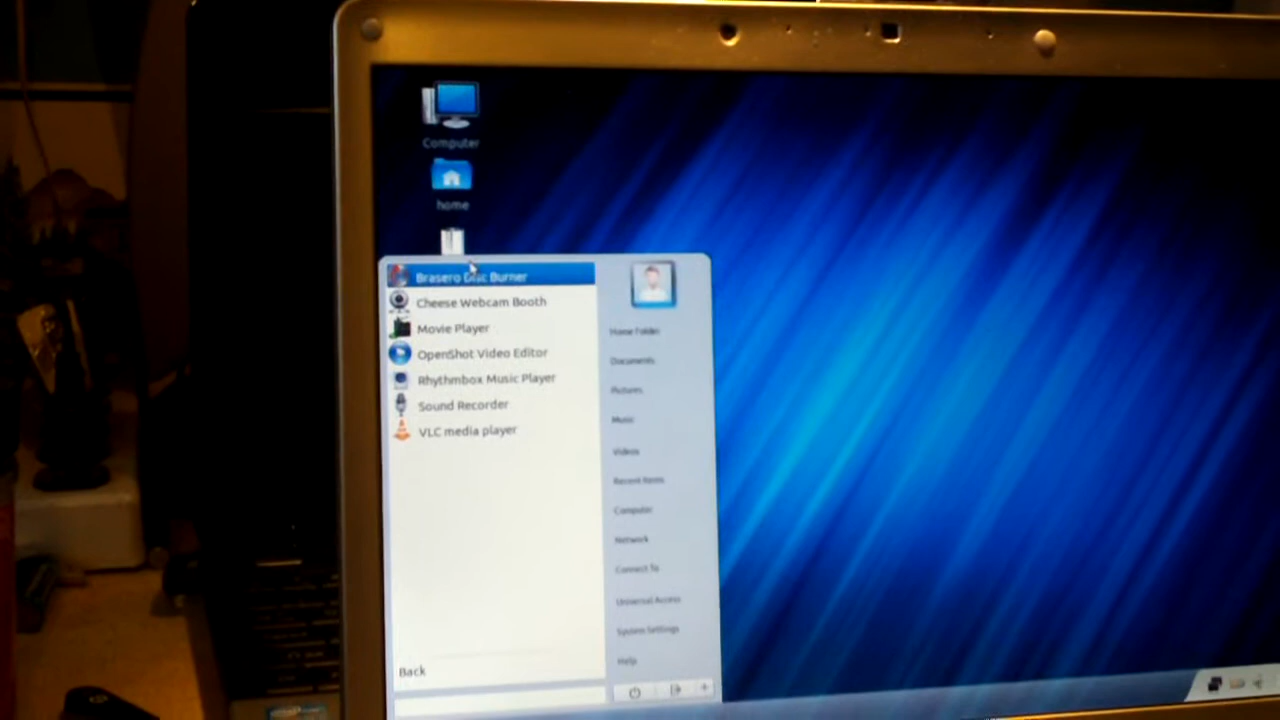 Computer
home
Brasero Disc Burner
Cheese Webcam Booth
Movie Player
OpenShot Video Editor
Rhythmbox Music Player
Sound Recorder
VLC media player
Back
Home Folder
Documents
Pictures
Music
Videos
Recent Items
Computer
Network
Connect To
Universal Access
System Settings
Help